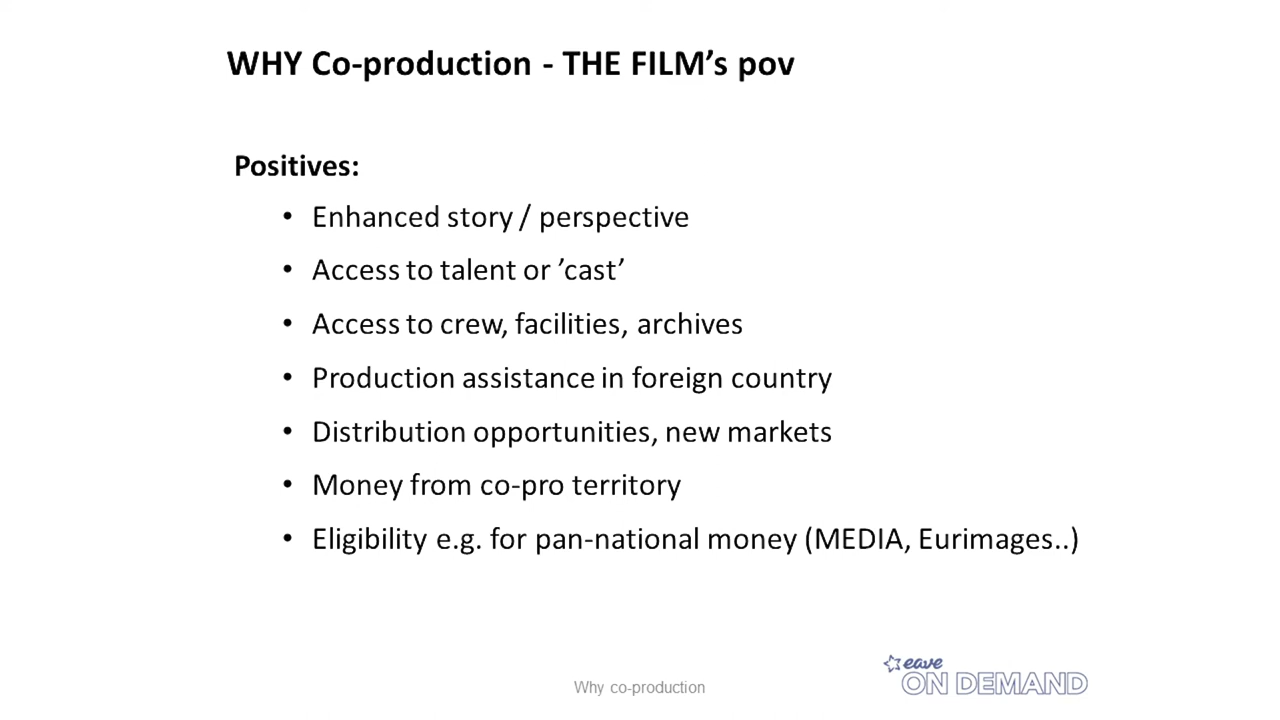 WHY Co-production - THE FILM’s pov
Positives:
• Enhanced story / perspective
• Access to talent or ’cast’
• Access to crew, facilities, archives
• Production assistance in foreign country
• Distribution opportunities, new markets
• Money from co-pro territory
• Eligibility e.g. for pan-national money (MEDIA, Eurimages..)
Why co-production
eave
ON DEMAND